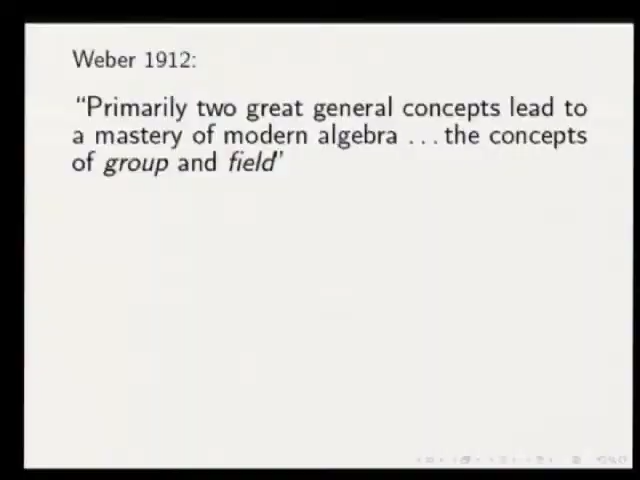 Weber 1912:
“Primarily two great general concepts lead to
a mastery of modern algebra ... the concepts
of group and field”